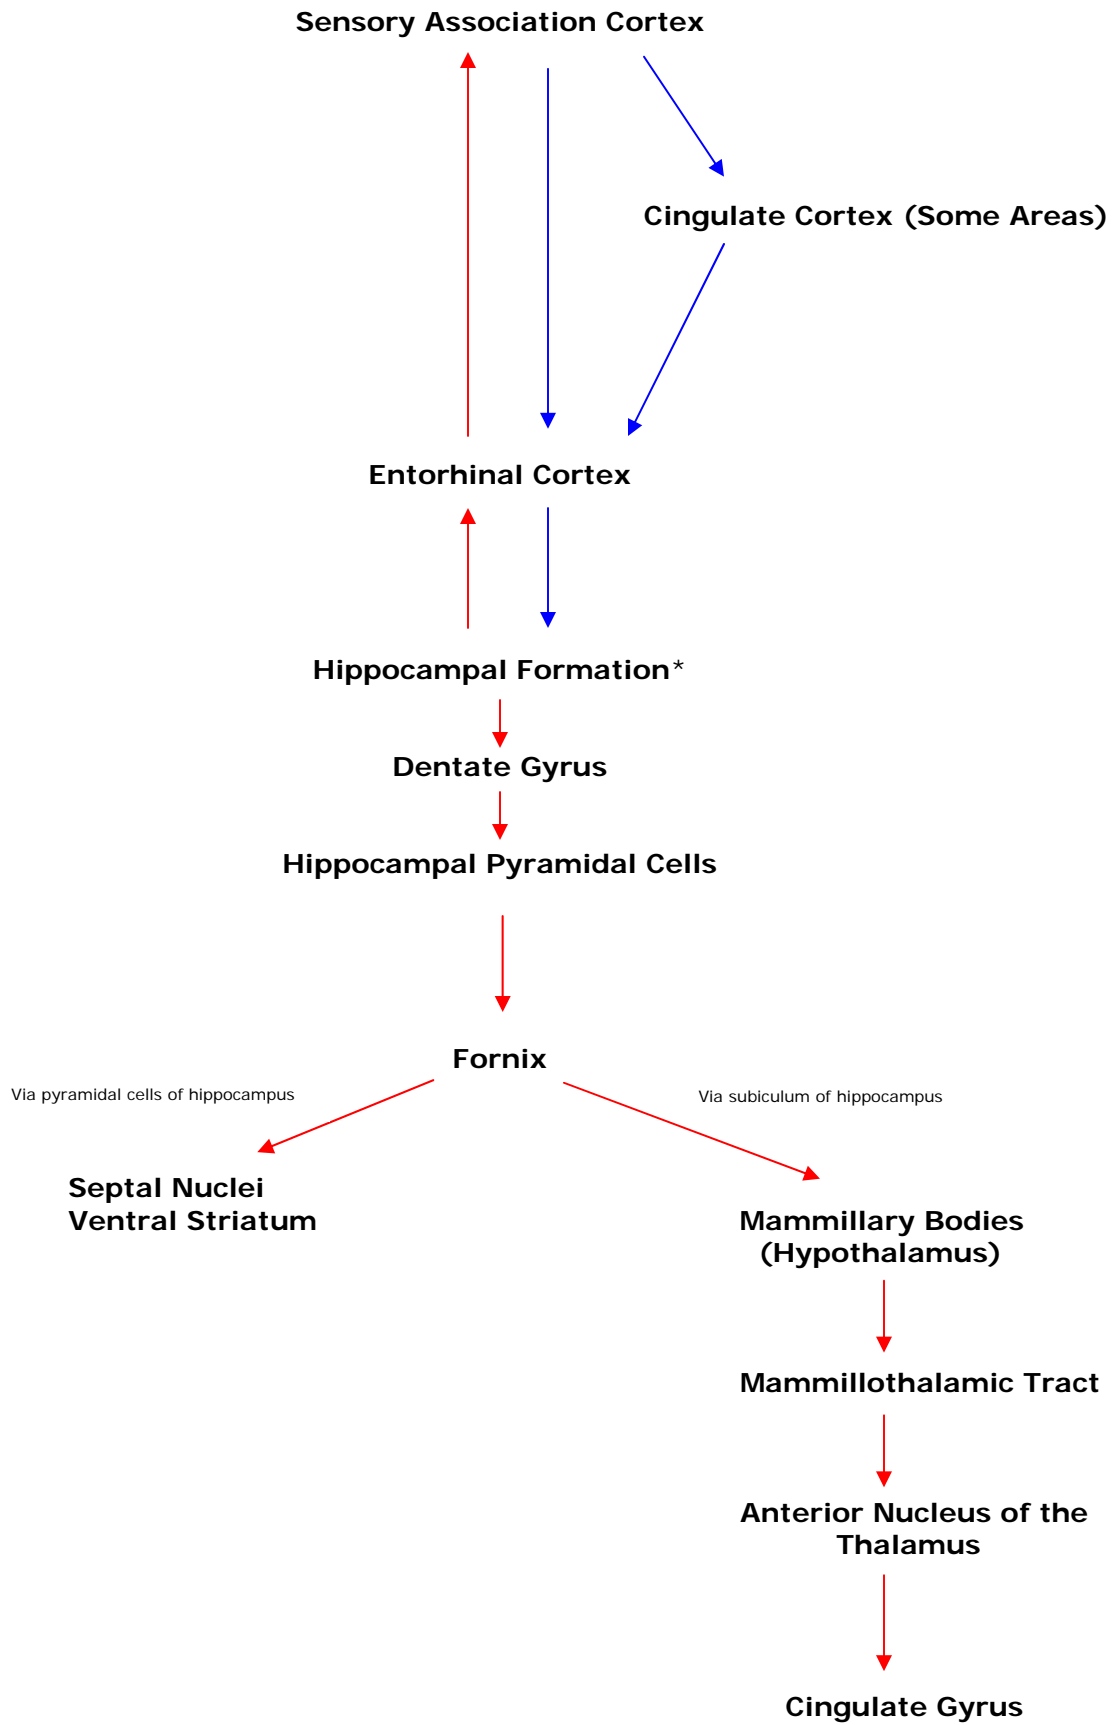 Sensory Association Cortex
Cingulate Cortex (Some Areas)
Entorhinal Cortex
Hippocampal Formation*
Dentate Gyrus
Hippocampal Pyramidal Cells
Fornix
Via pyramidal cells of hippocampus
Via subiculum of hippocampus
Septal Nuclei
Ventral Striatum
Mammillary Bodies
(Hypothalamus)
Mammillothalamic Tract
Anterior Nucleus of the
Thalamus
Cingulate Gyrus